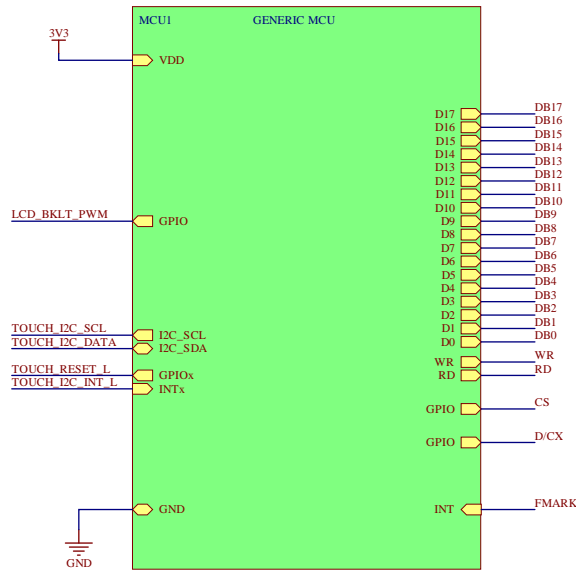 MCU1 GENERIC MCU
3V3
VDD
D17 DB17
D16 DB16
D15 DB15
D14 DB14
D13 DB13
D12 DB12
D11 DB11
D10 DB10
LCD_BKLT_PWM GPIO D9 DB9
D8 DB8
D7 DB7
D6 DB6
D5 DB5
D4 DB4
D3 DB3
D2 DB2
TOUCH_I2C_SCL I2C_SCL D1 DB1
TOUCH_I2C_DATA I2C_SDA D0 DB0
WR WR
TOUCH_RESET_L GPIOx RD RD
TOUCH_I2C_INT_L INTx
GPIO CS
GPIO D/CX
GND INT FMARK
GND